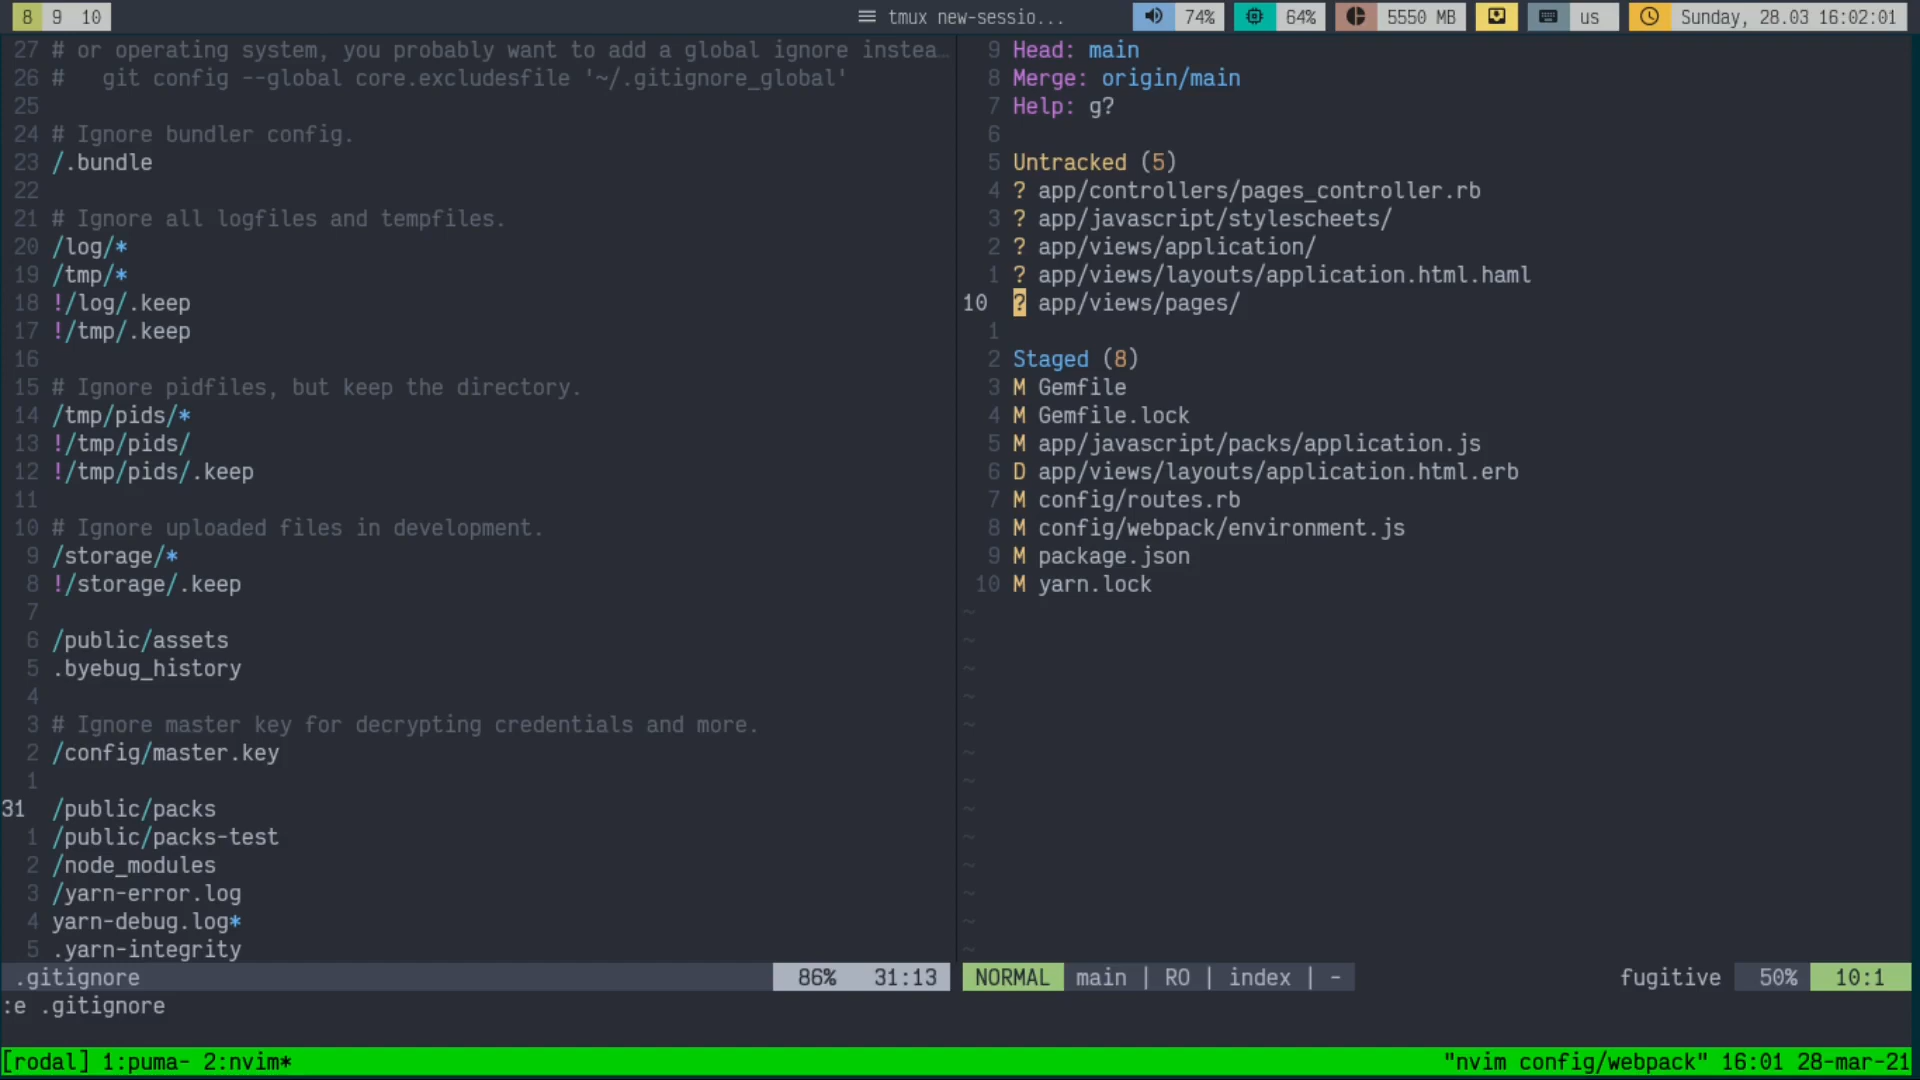 8 9 10
tmux new-sessio...
74% 64% 5550 MB us Sunday, 28.03 16:02:01
27 # or operating system, you probably want to add a global ignore instea…
26 #   git config --global core.excludesfile '~/.gitignore_global'
25
24 # Ignore bundler config.
23 /.bundle
22
21 # Ignore all logfiles and tempfiles.
20 /log/*
19 /tmp/*
18 !/log/.keep
17 !/tmp/.keep
16
15 # Ignore pidfiles, but keep the directory.
14 /tmp/pids/*
13 !/tmp/pids/
12 !/tmp/pids/.keep
11
10 # Ignore uploaded files in development.
9 /storage/*
8 !/storage/.keep
7
6 /public/assets
5 .byebug_history
4
3 # Ignore master key for decrypting credentials and more.
2 /config/master.key
1
31 /public/packs
1 /public/packs-test
2 /node_modules
3 /yarn-error.log
4 yarn-debug.log*
5 .yarn-integrity
.gitignore 86% 31:13
9 Head: main
8 Merge: origin/main
7 Help: g?
6
5 Untracked (5)
4 ? app/controllers/pages_controller.rb
3 ? app/javascript/stylescheets/
2 ? app/views/application/
1 ? app/views/layouts/application.html.haml
10 ? app/views/pages/
1
2 Staged (8)
3 M Gemfile
4 M Gemfile.lock
5 M app/javascript/packs/application.js
6 D app/views/layouts/application.html.erb
7 M config/routes.rb
8 M config/webpack/environment.js
9 M package.json
10 M yarn.lock
~
~
~
~
~
~
~
~
~
~
~
~
~
NORMAL main | RO | index | - fugitive 50% 10:1
:e .gitignore
[rodal] 1:puma- 2:nvim* "nvim config/webpack" 16:01 28-mar-21